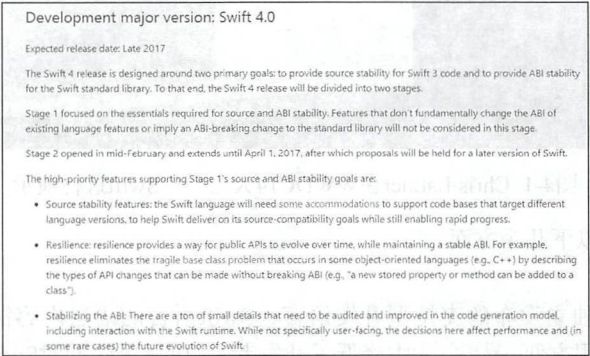 Development major version: Swift 4.0
Expected release date: Late 2017
The Swift 4 release is designed around two primary goals: to provide source stability for Swift 3 code and to provide ABI stability
for the Swift standard library. To that end, the Swift 4 release will be divided into two stages.
Stage 1 focused on the essentials required for source and ABI stability. Features that don't fundamentally change the ABI of
existing language features or imply an ABI-breaking change to the standard library will not be considered in this stage.
Stage 2 opened in mid-February and extends until April 1, 2017, after which proposals will be held for a later version of Swift.
The high-priority features supporting Stage 1's source and ABI stability goals are:
• Source stability features: the Swift language will need some accommodations to support code bases that target different
language versions, to help Swift deliver on its source-compatibility goals while still enabling rapid progress.
• Resilience: resilience provides a way for public APIs to evolve over time, while maintaining a stable ABI. For example,
resilience eliminates the fragile base class problem that occurs in some object-oriented languages (e.g., C++) by describing
the types of API changes that can be made without breaking ABI (e.g., "a new stored property or method can be added to a
class").
• Stabilizing the ABI: There are a ton of small details that need to be audited and improved in the code generation model,
including interaction with the Swift runtime. While not specifically user-facing, the decisions here affect performance and (in
some rare cases) the future evolution of Swift.